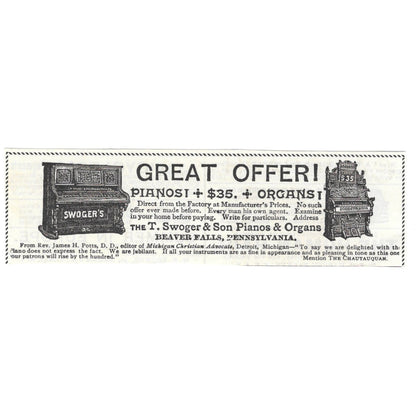 GREAT OFFER!
PIANOS! + $35. + ORGANS!
Direct from the Factory at Manufacturer's Prices. No such
offer ever made before. Every man his own agent. Examine
in your home before paying. Write for particulars. Address
THE T. Swoger & Son Pianos & Organs
BEAVER FALLS, PENNSYLVANIA.
SWOGER'S
$35
From Rev. James H. Potts, D. D., editor of Michigan Christian Advocate, Detroit, Michigan—"To say we are delighted with th
Piano does not express the fact. We are jubilant. If all your instruments are as fine in appearance and as pleasing in tone as this one
your patrons will rise by the hundred."
Mention THE CHAUTAUQUAN.